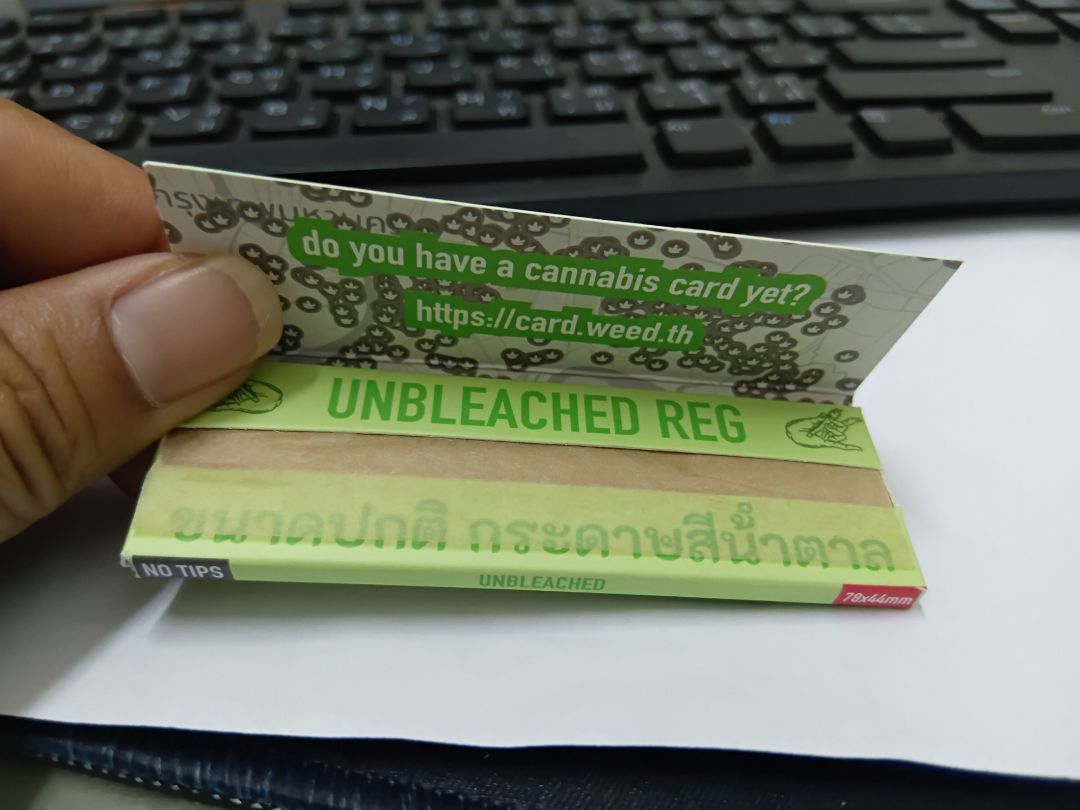 do you have a cannabis card yet?
https://card.weed.th
UNBLEACHED REG
ขนาดปกติ กระดาษสีน้ำตาล
NO TIPS
UNBLEACHED
78x44mm